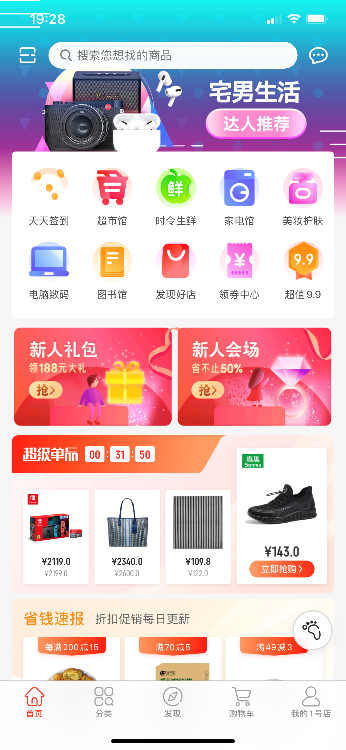 19:28
搜索您想找的商品
宅男生活
达人推荐
天天签到
超市馆
时令生鲜
家电馆
美妆护肤
鲜
电脑数码
图书馆
发现好店
领券中心
超值9.9
¥
9.9
新人礼包
领188元大礼
抢>
新人会场
省不止50%
抢>
超级单品
00 : 31 : 50
¥2119.0
¥2199.0
¥2340.0
¥2600.0
¥109.8
¥122.0
森馬
Semir
¥143.0
立即抢购 >
省钱速报
折扣促销每日更新
每满200减15
满70减5
满49减3
首页
分类
发现
购物车
我的1号店